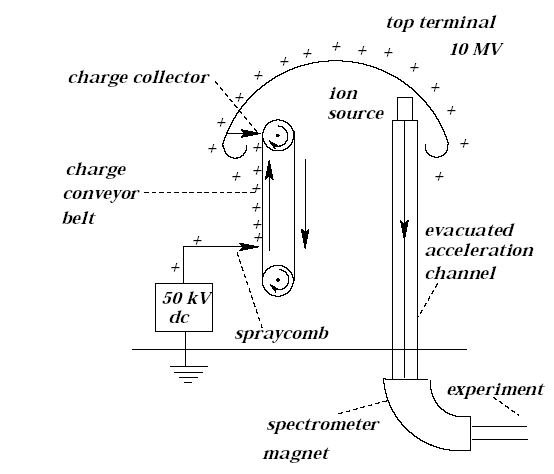 top terminal
10 MV
charge collector
ion
source
charge
conveyor
belt
evacuated
acceleration
channel
50 kV
dc
spraycomb
experiment
spectrometer
magnet